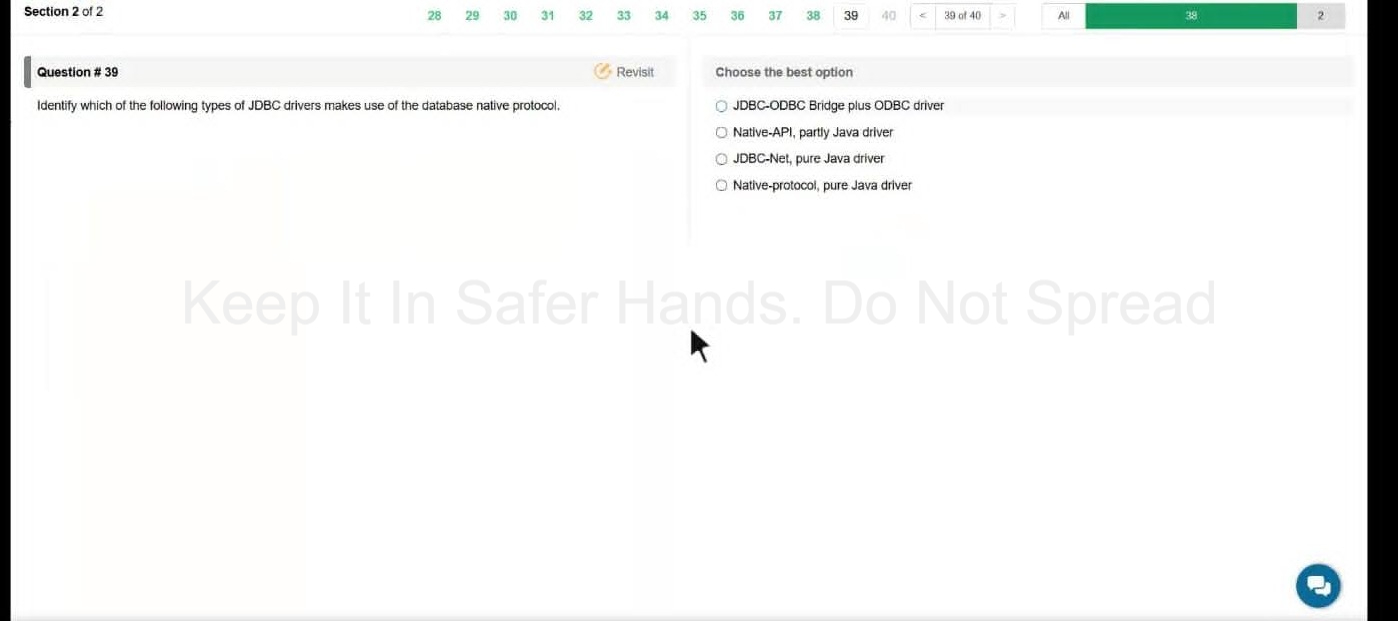 Section 2 of 2
28 29 30 31 32 33 34 35 36 37 38 39 40 < 39 of 40 > All 38 2
Question # 39
Revisit
Identify which of the following types of JDBC drivers makes use of the database native protocol.
Choose the best option
JDBC-ODBC Bridge plus ODBC driver
Native-API, partly Java driver
JDBC-Net, pure Java driver
Native-protocol, pure Java driver
Keep It In Safer Hands. Do Not Spread